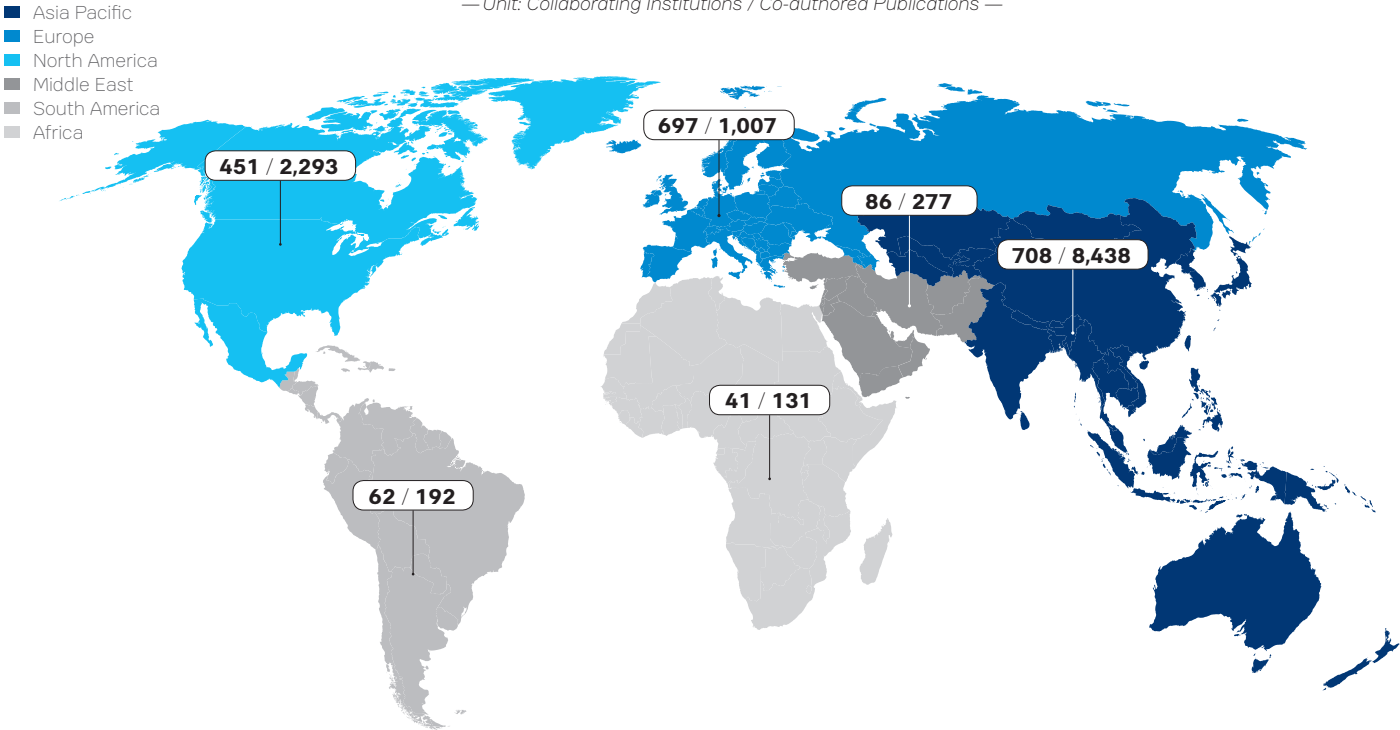 — Unit: Collaborating Institutions / Co-authored Publications —
Asia Pacific
Europe
North America
Middle East
South America
Africa
697 / 1,007
451 / 2,293
86 / 277
708 / 8,438
41 / 131
62 / 192